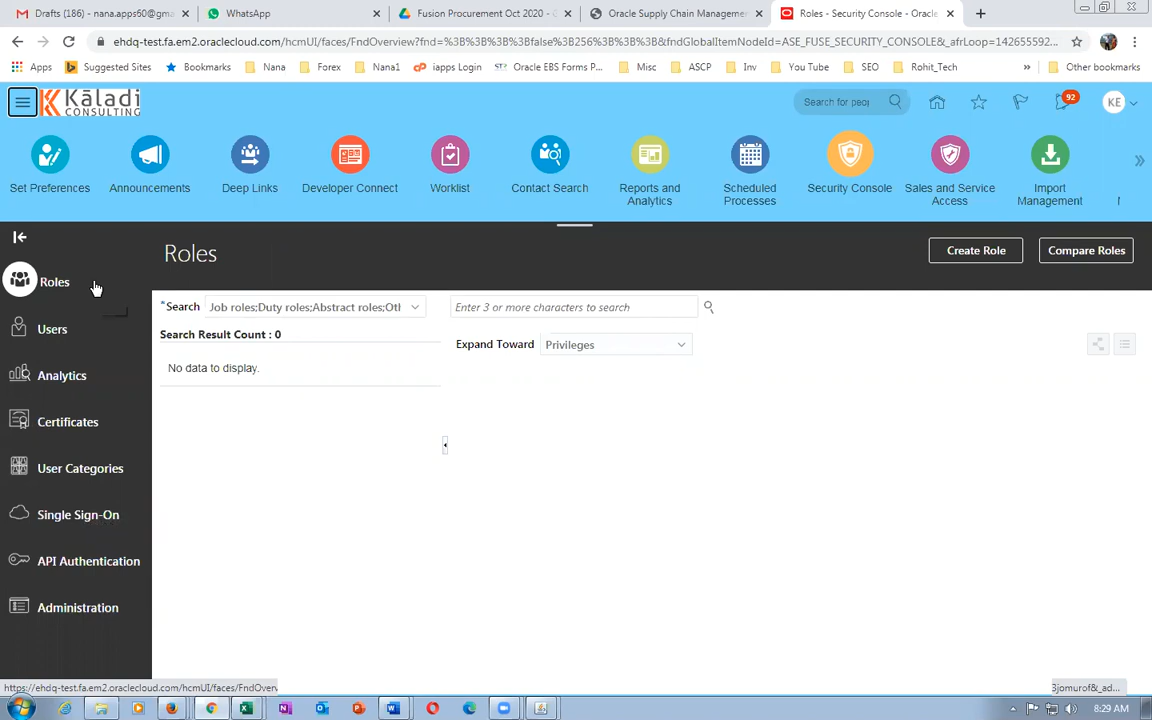 Drafts (186) - nana.apps60@gma
WhatsApp
Fusion Procurement Oct 2020 -
Oracle Supply Chain Manageme
Roles - Security Console - Oracle
ehdq-test.fa.em2.oraclecloud.com/hcmUI/faces/FndOverview?fnd=%3B%3B%3B%3Bfalse%3B256%3B%3B%3B&fndGlobalItemNodeId=ASE_FUSE_SECURITY_CONSOLE&_afrLoop=142655592...
Apps
Suggested Sites
Bookmarks
Nana
Forex
Nana1
iapps Login
Oracle EBS Forms P...
Misc
ASCP
Inv
You Tube
SEO
Rohit_Tech
»
Other bookmarks
Kāladi
CONSULTING
Search for peop
92
KE
Set Preferences
Announcements
Deep Links
Developer Connect
Worklist
Contact Search
Reports and Analytics
Scheduled Processes
Security Console
Sales and Service Access
Import Management
Roles
Create Role
Compare Roles
Roles
Users
Analytics
Certificates
User Categories
Single Sign-On
API Authentication
Administration
*Search
Job roles;Duty roles;Abstract roles;Otl
Enter 3 or more characters to search
Search Result Count : 0
Expand Toward
Privileges
No data to display.
https://ehdq-test.fa.em2.oraclecloud.com/hcmUI/faces/FndOverv
3jomurof&_ad...
8:29 AM